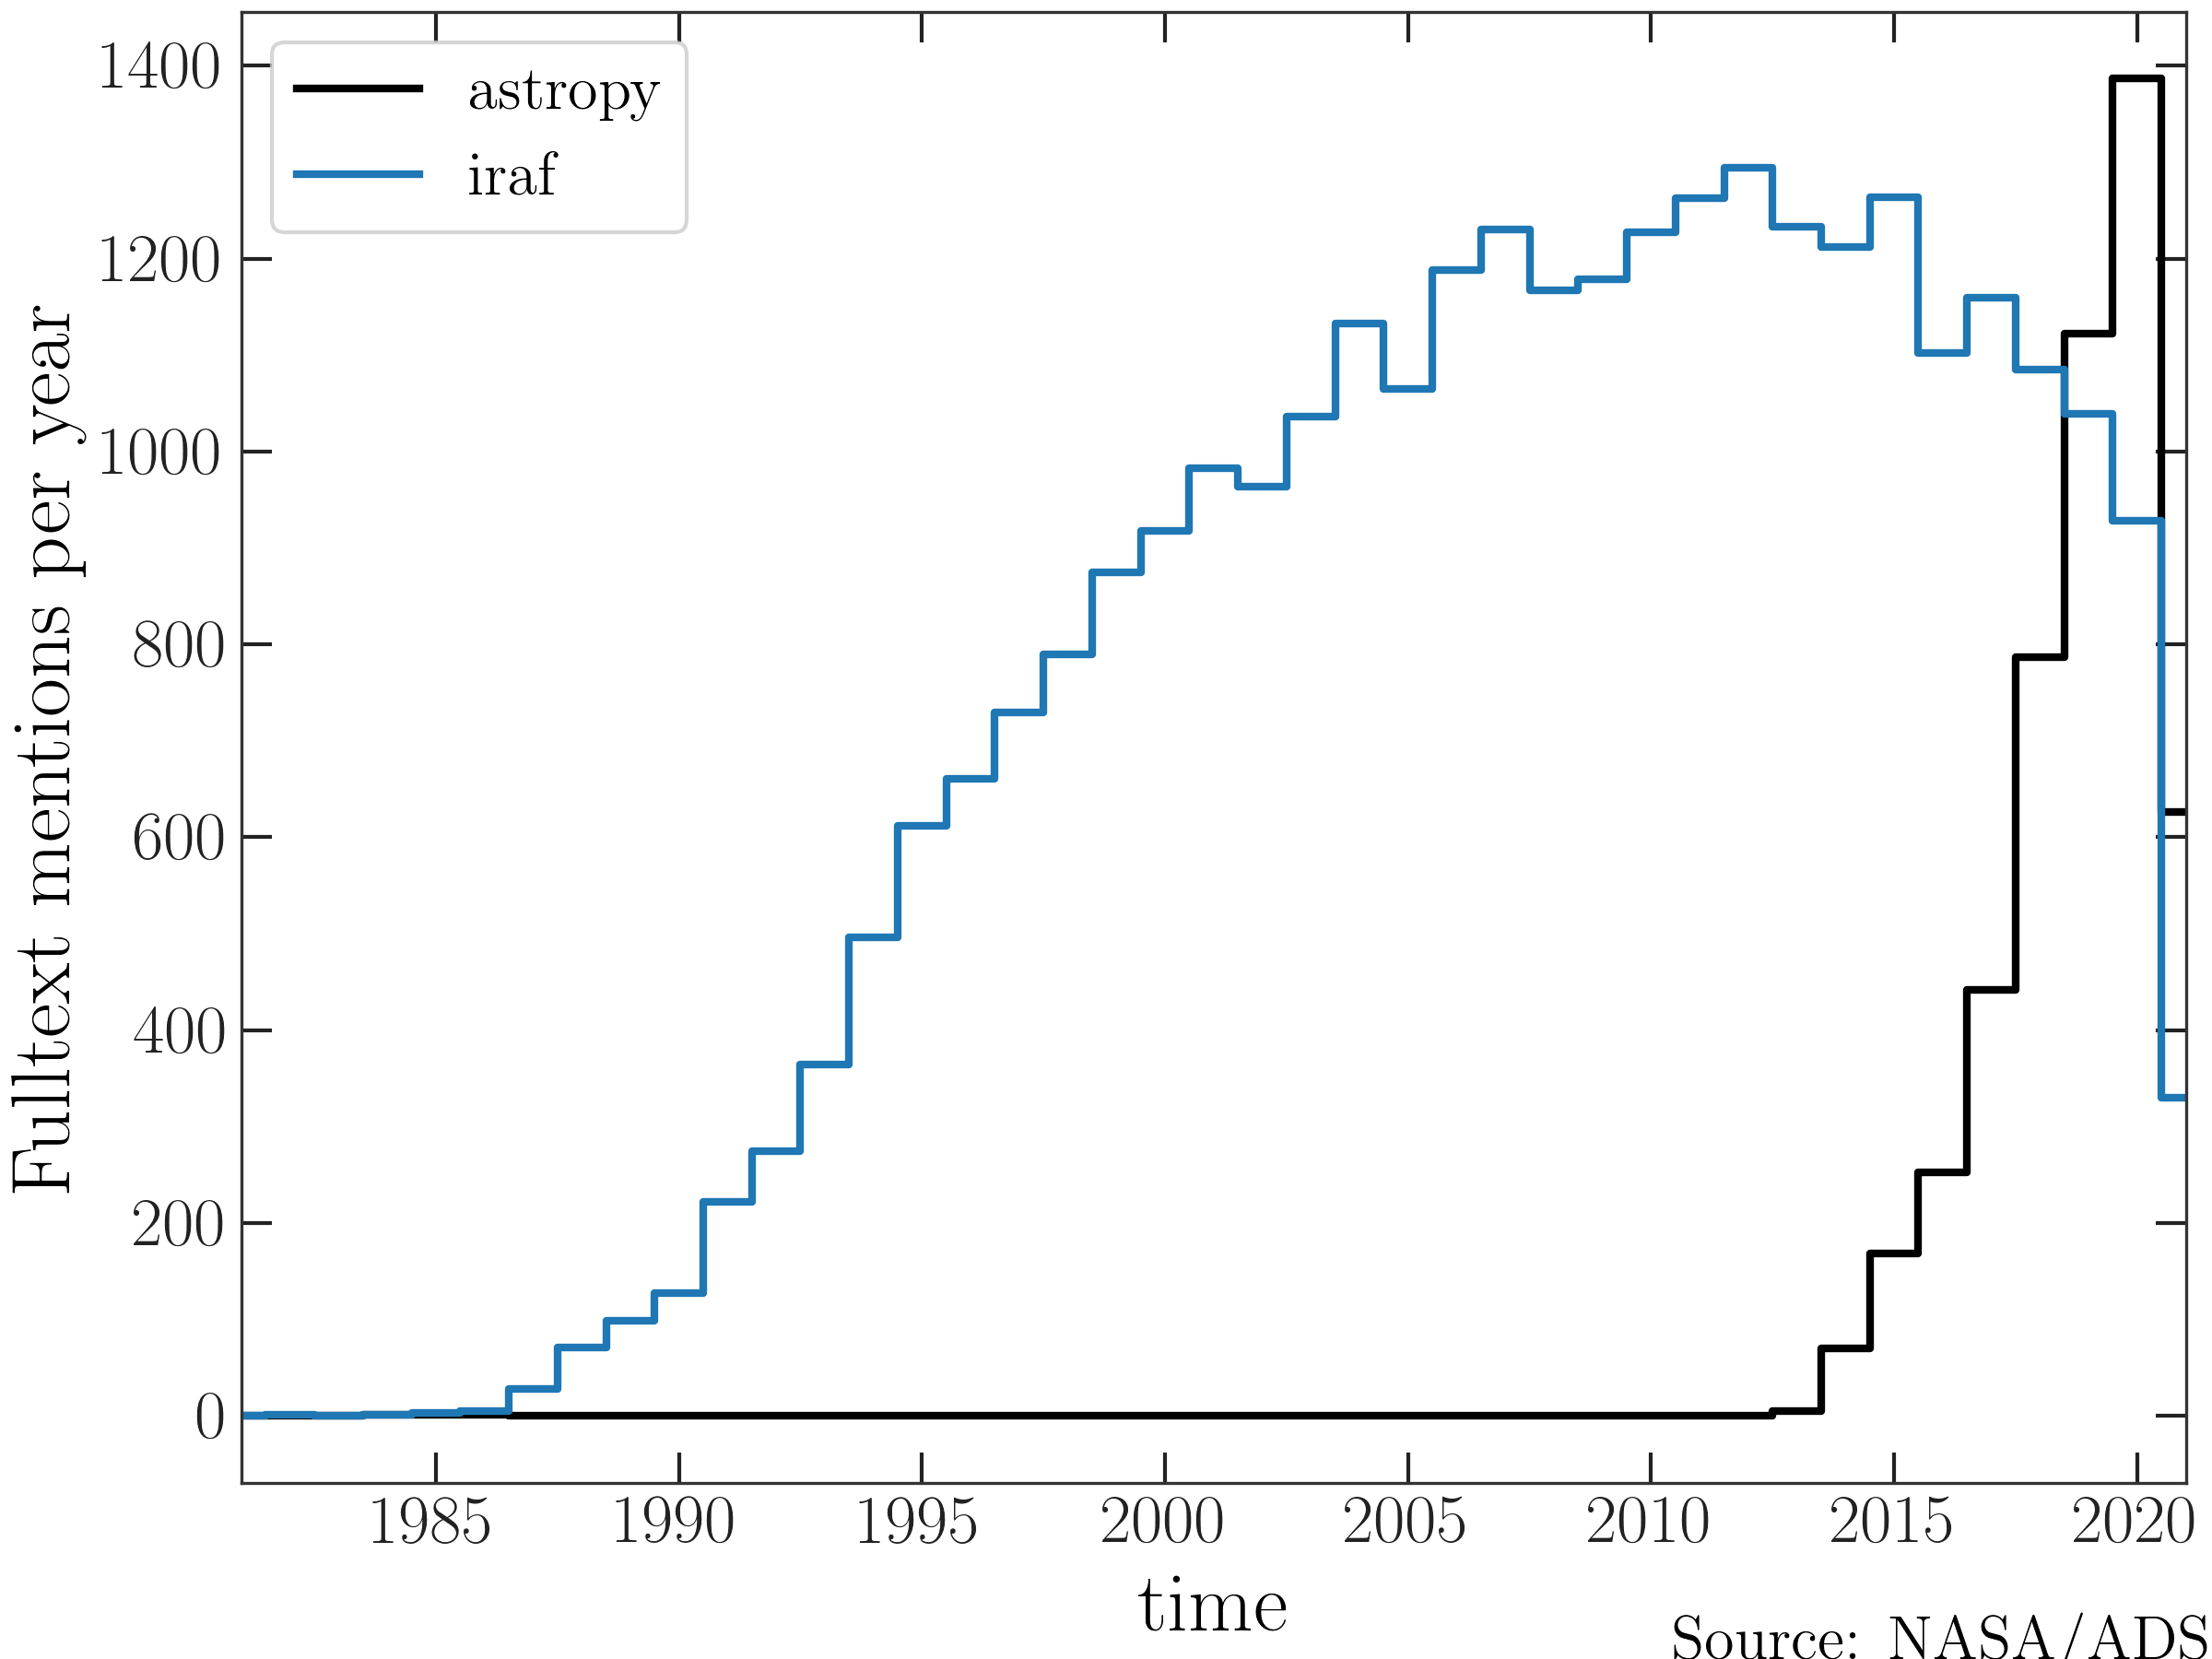 astropy
iraf
Fulltext mentions per year
1400
1200
1000
800
600
400
200
0
1985 1990 1995 2000 2005 2010 2015 2020
time
Source: NASA/ADS